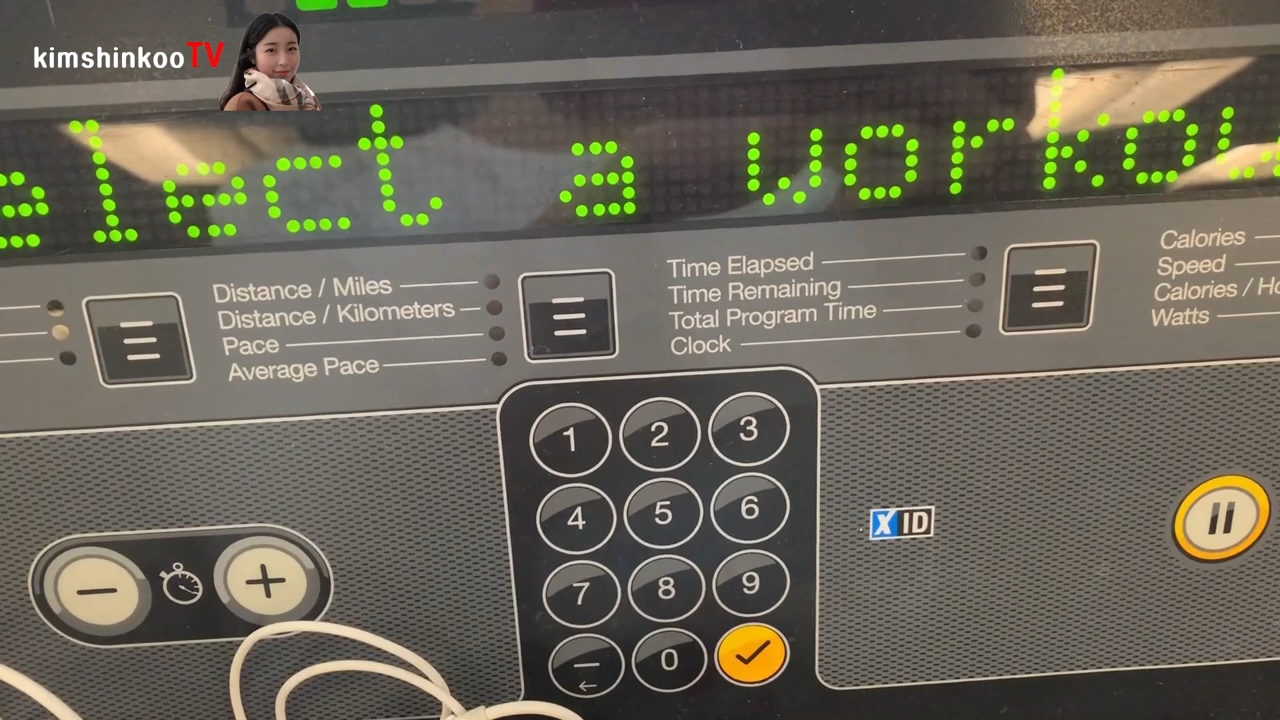 kimshinkooTV
elect a workou
Distance / Miles
Distance / Kilometers
Pace
Average Pace
Time Elapsed
Time Remaining
Total Program Time
Clock
Calories
Speed
Calories / Ho
Watts
1 2 3
4 5 6
7 8 9
0
X ID